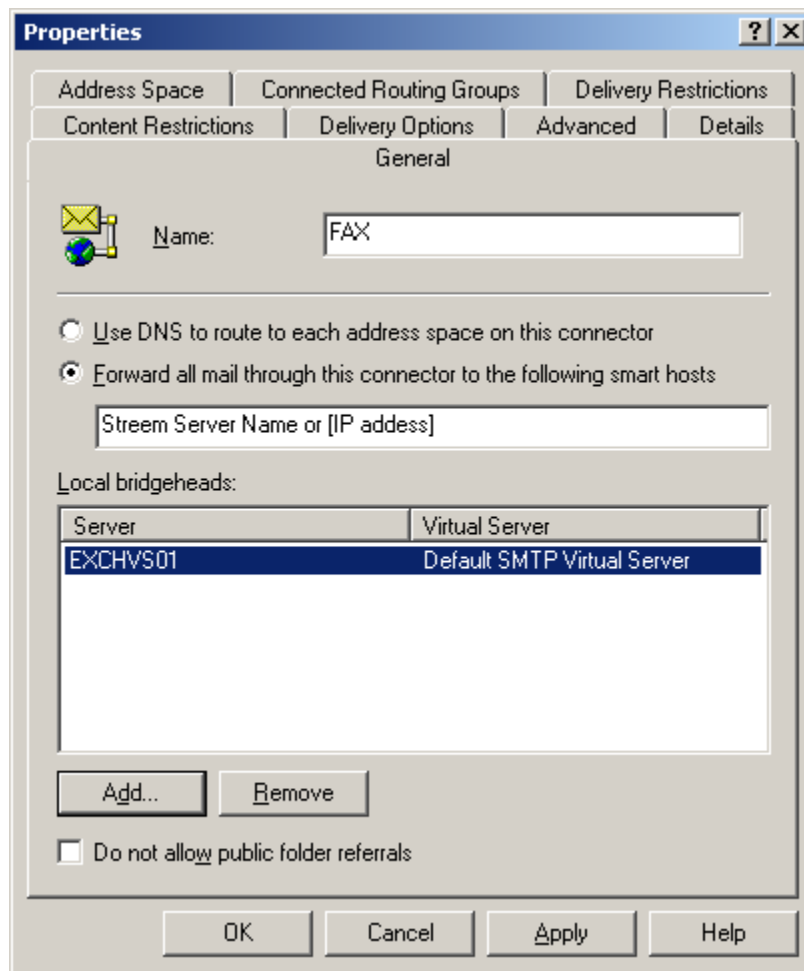 Properties
Address Space Connected Routing Groups Delivery Restrictions
Content Restrictions Delivery Options Advanced Details
General
Name: FAX
Use DNS to route to each address space on this connector
Forward all mail through this connector to the following smart hosts
Streem Server Name or [IP addess]
Local bridgeheads:
Server Virtual Server
EXCHVS01 Default SMTP Virtual Server
Add... Remove
Do not allow public folder referrals
OK Cancel Apply Help